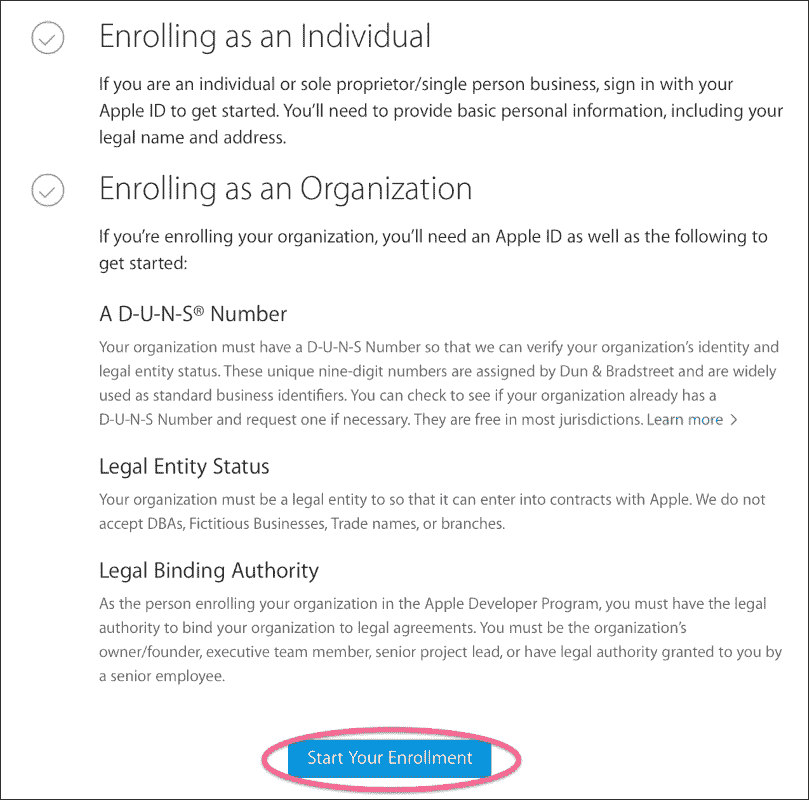 Enrolling as an Individual
If you are an individual or sole proprietor/single person business, sign in with your
Apple ID to get started. You'll need to provide basic personal information, including your
legal name and address.
Enrolling as an Organization
If you're enrolling your organization, you'll need an Apple ID as well as the following to
get started:
A D-U-N-S® Number
Your organization must have a D-U-N-S Number so that we can verify your organization's identity and
legal entity status. These unique nine-digit numbers are assigned by Dun & Bradstreet and are widely
used as standard business identifiers. You can check to see if your organization already has a
D-U-N-S Number and request one if necessary. They are free in most jurisdictions. Learn more >
Legal Entity Status
Your organization must be a legal entity to so that it can enter into contracts with Apple. We do not
accept DBAs, Fictitious Businesses, Trade names, or branches.
Legal Binding Authority
As the person enrolling your organization in the Apple Developer Program, you must have the legal
authority to bind your organization to legal agreements. You must be the organization's
owner/founder, executive team member, senior project lead, or have legal authority granted to you by
a senior employee.
Start Your Enrollment